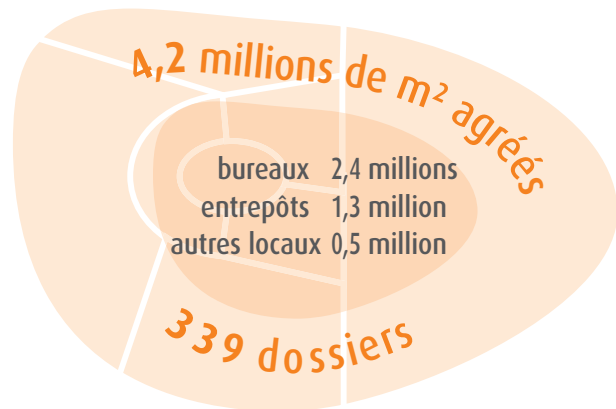 4,2 millions de m² agréés
bureaux 2,4 millions
entrepôts 1,3 million
autres locaux 0,5 million
339 dossiers